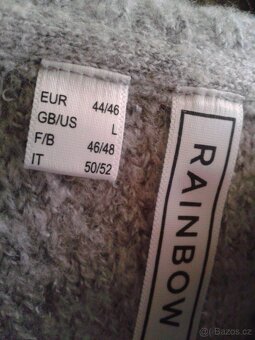 EUR 44/46
GB/US L
F/B 46/48
IT 50/52
RAINBOW
Bazos.cz